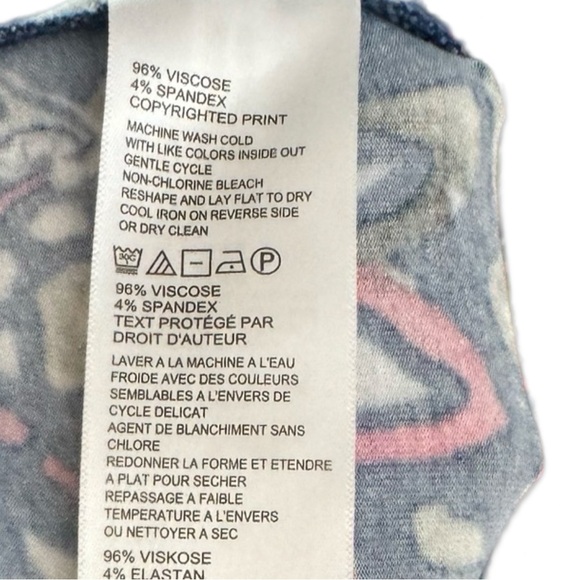 96% VISCOSE
4% SPANDEX
COPYRIGHTED PRINT
MACHINE WASH COLD
WITH LIKE COLORS INSIDE OUT
GENTLE CYCLE
NON-CHLORINE BLEACH
RESHAPE AND LAY FLAT TO DRY
COOL IRON ON REVERSE SIDE
OR DRY CLEAN
30C P
96% VISCOSE
4% SPANDEX
TEXT PROTÉGÉ PAR
DROIT D'AUTEUR
LAVER A LA MACHINE A L'EAU
FROIDE AVEC DES COULEURS
SEMBLABLES A L'ENVERS DE
CYCLE DELICAT
AGENT DE BLANCHIMENT SANS
CHLORE
REDONNER LA FORME ET ETENDRE
A PLAT POUR SECHER
REPASSAGE A FAIBLE
TEMPERATURE A L'ENVERS
OU NETTOYER A SEC
96% VISKOSE
4% ELASTAN